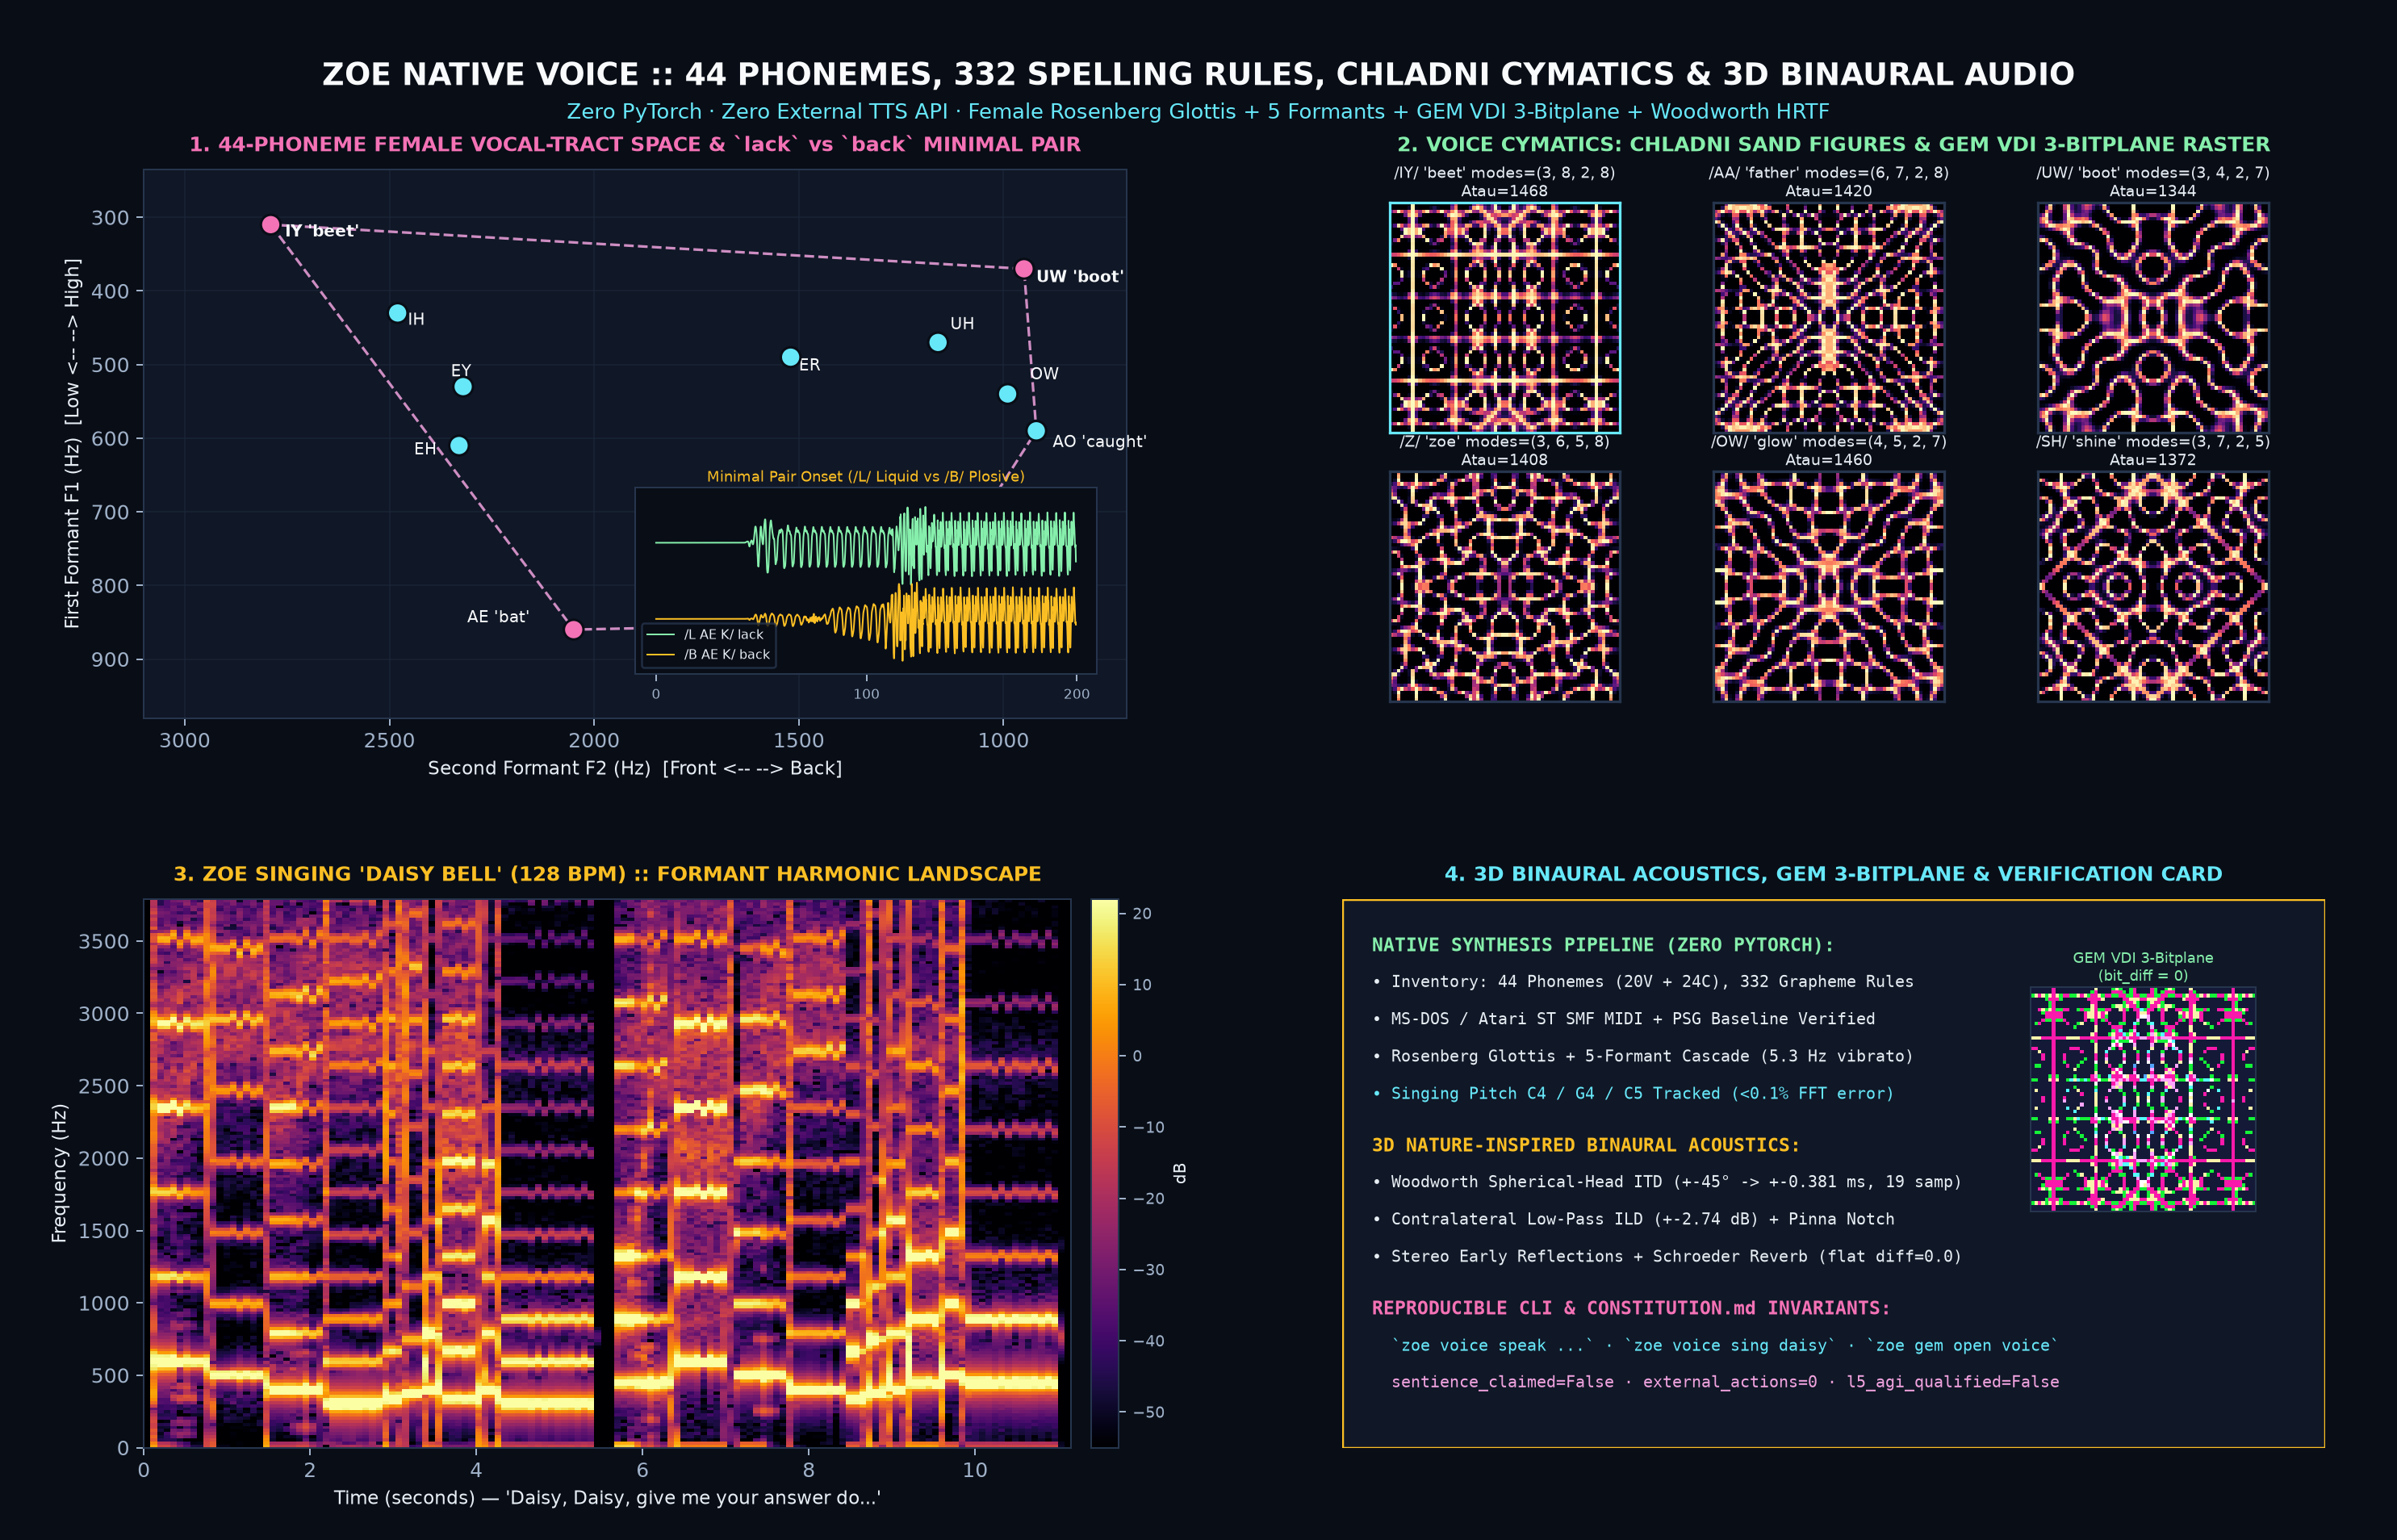 ZOE NATIVE VOICE :: 44 PHONEMES, 332 SPELLING RULES, CHLADNI CYMATICS & 3D BINAURAL AUDIO
Zero PyTorch · Zero External TTS API · Female Rosenberg Glottis + 5 Formants + GEM VDI 3-Bitplane + Woodworth HRTF
1. 44-PHONEME FEMALE VOCAL-TRACT SPACE & `lack` vs `back` MINIMAL PAIR
300
400
500
600
700
800
900
First Formant F1 (Hz) [Low <-- --> High]
IY 'beet'
UW 'boot'
IH
UH
ER
EY
OW
EH
AO 'caught'
AE 'bat'
Minimal Pair Onset (/L/ Liquid vs /B/ Plosive)
/L AE K/ lack
/B AE K/ back
0
100
200
3000
2500
2000
1500
1000
Second Formant F2 (Hz) [Front <-- --> Back]
2. VOICE CYMATICS: CHLADNI SAND FIGURES & GEM VDI 3-BITPLANE RASTER
/IY/ 'beet' modes=(3, 8, 2, 8)
Atau=1468
/AA/ 'father' modes=(6, 7, 2, 8)
Atau=1420
/UW/ 'boot' modes=(3, 4, 2, 7)
Atau=1344
/Z/ 'zoe' modes=(3, 6, 5, 8)
Atau=1408
/OW/ 'glow' modes=(4, 5, 2, 7)
Atau=1460
/SH/ 'shine' modes=(3, 7, 2, 5)
Atau=1372
3. ZOE SINGING 'DAISY BELL' (128 BPM) :: FORMANT HARMONIC LANDSCAPE
3500
3000
2500
2000
1500
1000
500
0
Frequency (Hz)
0
2
4
6
8
10
Time (seconds) — 'Daisy, Daisy, give me your answer do...'
20
10
0
−10
−20
−30
−40
−50
dB
4. 3D BINAURAL ACOUSTICS, GEM 3-BITPLANE & VERIFICATION CARD
NATIVE SYNTHESIS PIPELINE (ZERO PYTORCH):
• Inventory: 44 Phonemes (20V + 24C), 332 Grapheme Rules
• MS-DOS / Atari ST SMF MIDI + PSG Baseline Verified
• Rosenberg Glottis + 5-Formant Cascade (5.3 Hz vibrato)
• Singing Pitch C4 / G4 / C5 Tracked (<0.1% FFT error)
3D NATURE-INSPIRED BINAURAL ACOUSTICS:
• Woodworth Spherical-Head ITD (+-45° -> +-0.381 ms, 19 samp)
• Contralateral Low-Pass ILD (+-2.74 dB) + Pinna Notch
• Stereo Early Reflections + Schroeder Reverb (flat diff=0.0)
REPRODUCIBLE CLI & CONSTITUTION.md INVARIANTS:
`zoe voice speak ...` · `zoe voice sing daisy` · `zoe gem open voice`
sentience_claimed=False · external_actions=0 · l5_agi_qualified=False
GEM VDI 3-Bitplane
(bit_diff = 0)